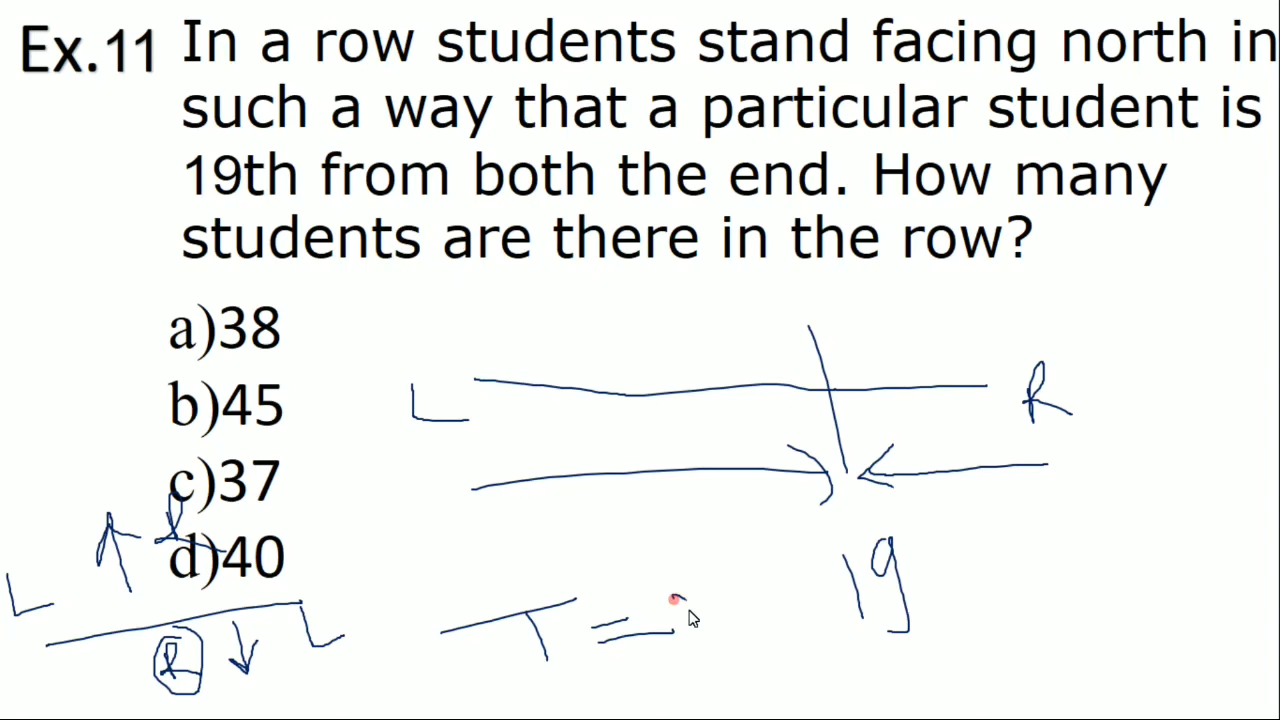 Ex.11 In a row students stand facing north in
such a way that a particular student is
19th from both the end. How many
students are there in the row?
a)38
b)45
c)37
d)40
L R
19
T =
L R
L
R